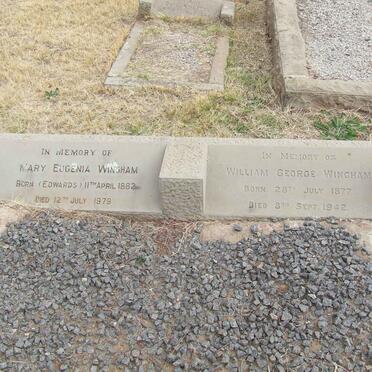 In Memory of
Mary Eugenia Wingham
Born (Edwards) 11th April 1882
Died 12th July 1979
In Memory of
William George Wingham
Born 28th July 1877
Died 8th Sept. 1942